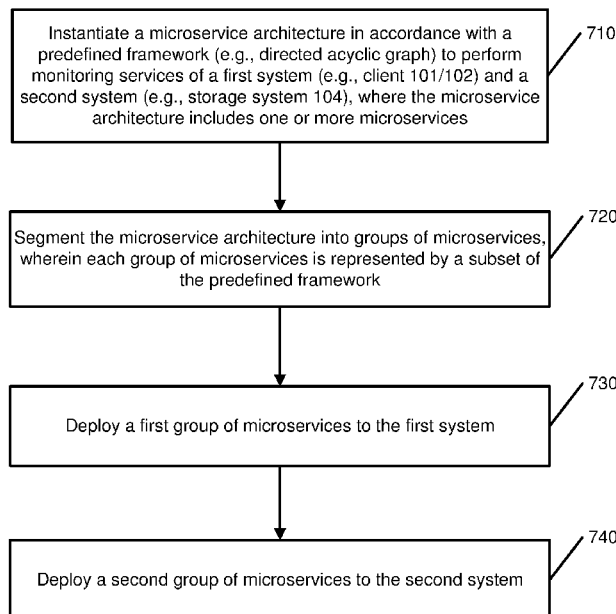 Instantiate a microservice architecture in accordance with a
predefined framework (e.g., directed acyclic graph) to perform
monitoring services of a first system (e.g., client 101/102) and a
second system (e.g., storage system 104), where the microservice
architecture includes one or more microservices
710
Segment the microservice architecture into groups of microservices,
wherein each group of microservices is represented by a subset of
the predefined framework
720
Deploy a first group of microservices to the first system
730
Deploy a second group of microservices to the second system
740